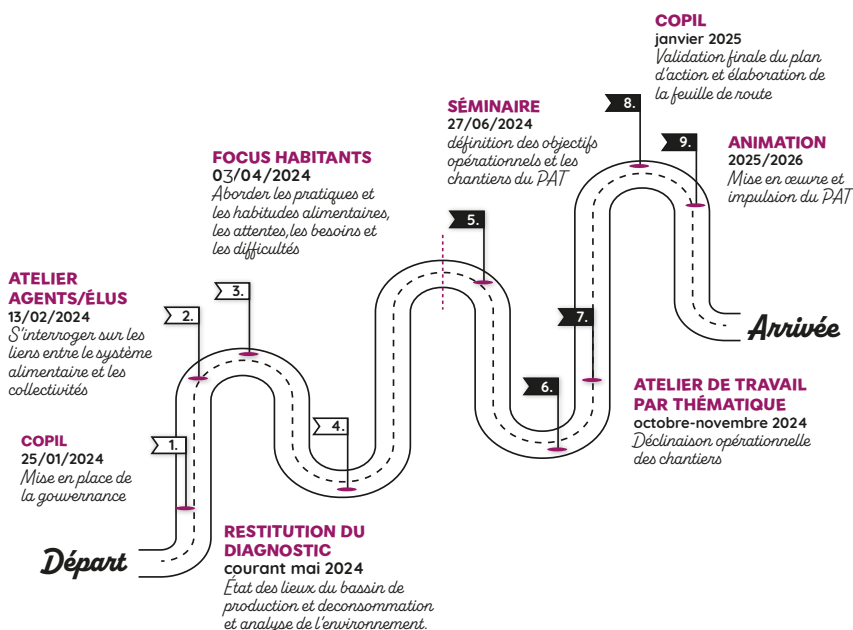 Départ
1.
COPIL
25/01/2024
Mise en place de
la gouvernance
2.
ATELIER
AGENTS/ÉLUS
13/02/2024
S'interroger sur les
liens entre le système
alimentaire et les
collectivités
3.
FOCUS HABITANTS
03/04/2024
Aborder les pratiques et
les habitudes alimentaires,
les attentes,les besoins et
les difficultés
4.
RESTITUTION DU
DIAGNOSTIC
courant mai 2024
État des lieux du bassin de
production et deconsommation
et analyse de l'environnement.
5.
SÉMINAIRE
27/06/2024
définition des objectifs
opérationnels et les
chantiers du PAT
6.
7.
ATELIER DE TRAVAIL
PAR THÉMATIQUE
octobre-novembre 2024
Déclinaison opérationnelle
des chantiers
8.
COPIL
janvier 2025
Validation finale du plan
d'action et élaboration de
la feuille de route
9.
ANIMATION
2025/2026
Mise en œuvre et
impulsion du PAT
Arrivée